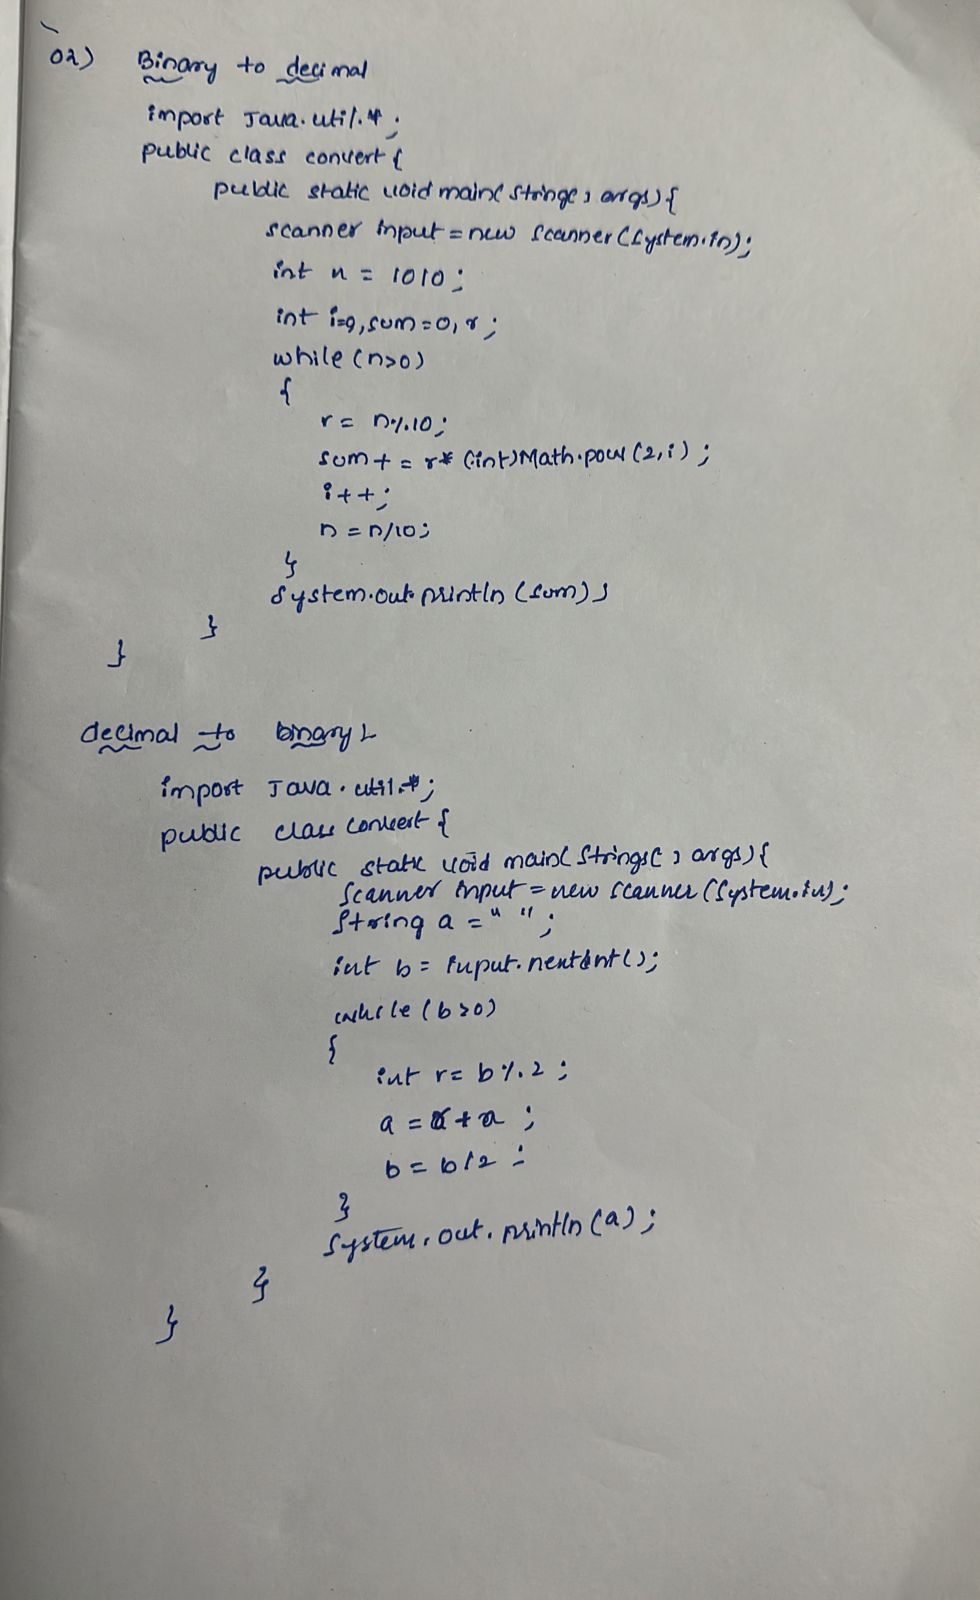 02) Binary to decimal
import Java.util.*;
public class convert {
public static void main( String[ ] args) {
scanner input = new Scanner (System.in);
int n = 1010;
int i=0, sum=0, r;
while (n>0)
{
r = n%10;
sum += r* (int)Math.pow (2,i);
i++;
n = n/10;
}
System.out.println (sum);
}
}
decimal to binary
import Java.util.*;
public class convert {
public static void main( Strings[ ] args) {
Scanner input = new scanner (System.in);
String a = " ";
int b = input.nextInt();
while (b>0)
{
int r= b%2;
a = + a ;
b = b/2 ;
}
System.out.println (a);
}
}